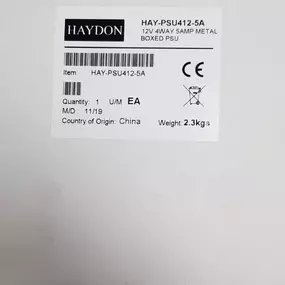 HAYDON
HAY-PSU412-5A
12V 4WAY 5AMP METAL
BOXED PSU
Item HAY-PSU412-5A
Quantity: 1 U/M EA
M/D : 11/19
Country of Origin: China
Weight: 2.3kgs
CE